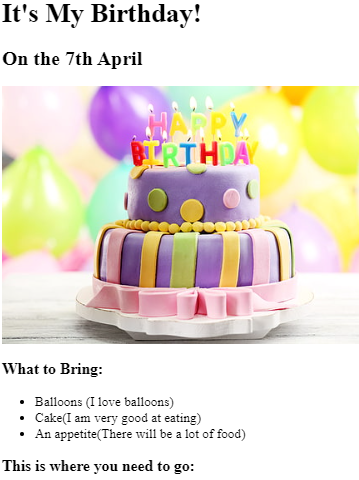 It's My Birthday!
On the 7th April
HAPPY
BIRTHDAY
What to Bring:
Balloons (I love balloons)
Cake(I am very good at eating)
An appetite(There will be a lot of food)
This is where you need to go: